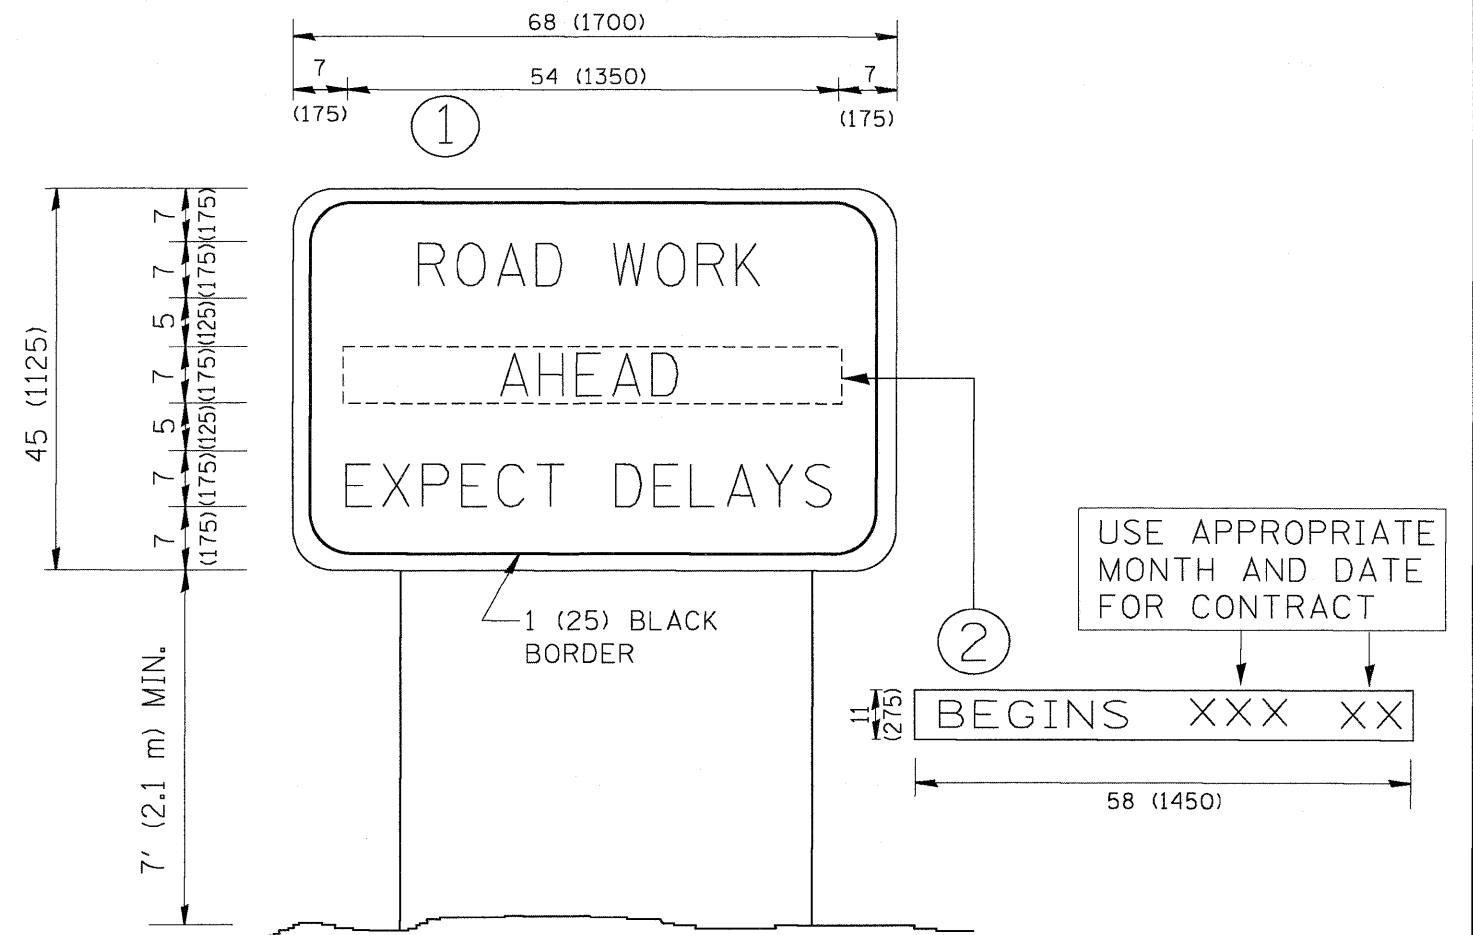 68 (1700)
7
54 (1350)
7
(175)
(175)
1
7
(175)
7
(175)
5
(125)
7
(175)
5
(125)
7
(175)
7
(175)
45 (1125)
7' (2.1 m) MIN.
ROAD WORK
AHEAD
EXPECT DELAYS
1 (25) BLACK
BORDER
2
USE APPROPRIATE
MONTH AND DATE
FOR CONTRACT
11
(275)
BEGINS XXX XX
58 (1450)